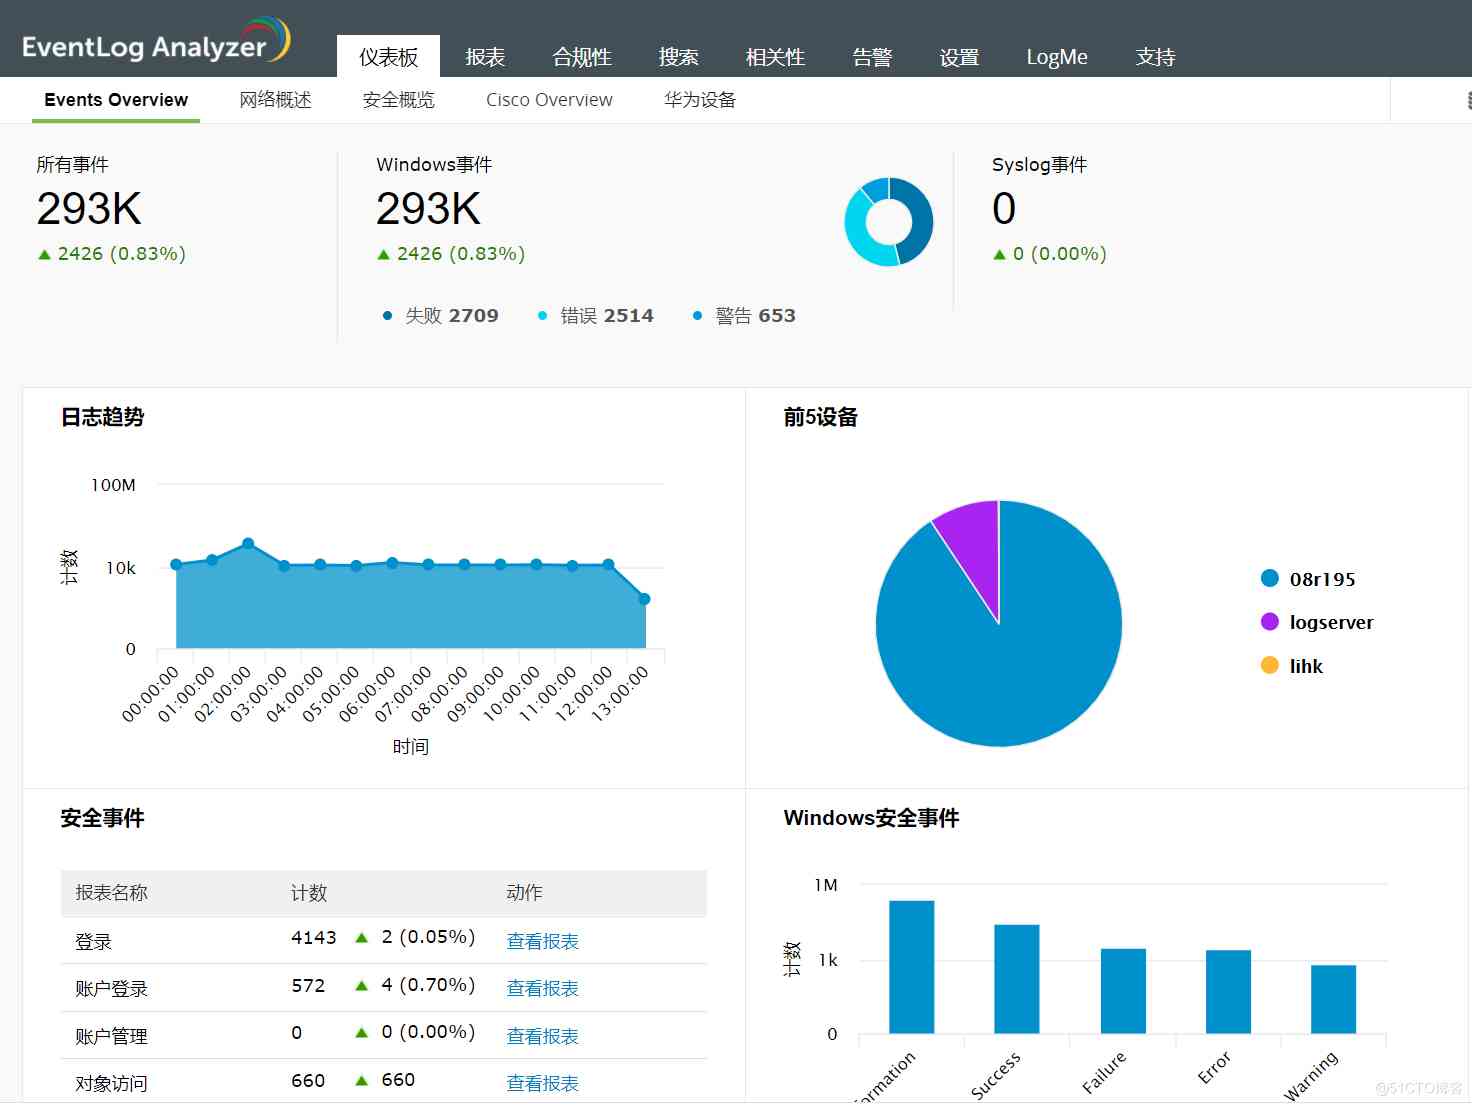 EventLog Analyzer
仪表板 报表 合规性 搜索 相关性 告警 设置 LogMe 支持
Events Overview 网络概述 安全概览 Cisco Overview 华为设备
所有事件
293K
2426 (0.83%)
Windows事件
293K
2426 (0.83%)
失败 2709 错误 2514 警告 653
Syslog事件
0
0 (0.00%)
日志趋势
100M
10k
0
计数
00:00:00 01:00:00 02:00:00 03:00:00 04:00:00 05:00:00 06:00:00 07:00:00 08:00:00 09:00:00 10:00:00 11:00:00 12:00:00 13:00:00
时间
前5设备
08r195
logserver
lihk
安全事件
报表名称 计数 动作
登录 4143 2 (0.05%) 查看报表
账户登录 572 4 (0.70%) 查看报表
账户管理 0 0 (0.00%) 查看报表
对象访问 660 660 查看报表
Windows安全事件
1M
1k
0
计数
ormation Success Failure Error Warning
@51CTO博客